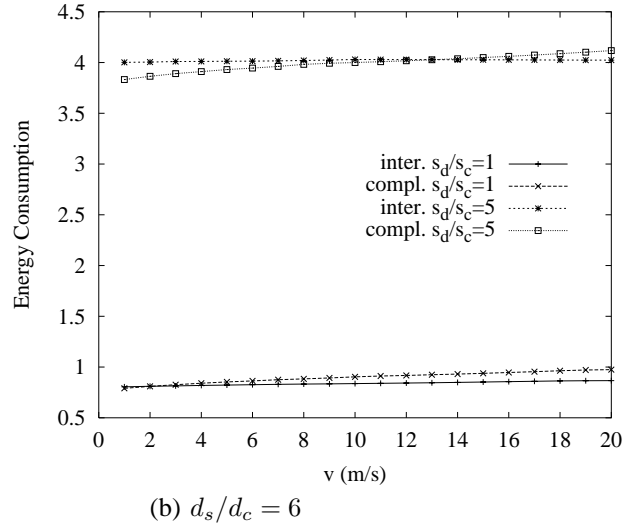 4.5
4
3.5
3
2.5
2
1.5
1
0.5
Energy Consumption
inter. s_d/s_c=1
compl. s_d/s_c=1
inter. s_d/s_c=5
compl. s_d/s_c=5
0 2 4 6 8 10 12 14 16 18 20
v (m/s)
(b) d_s/d_c = 6